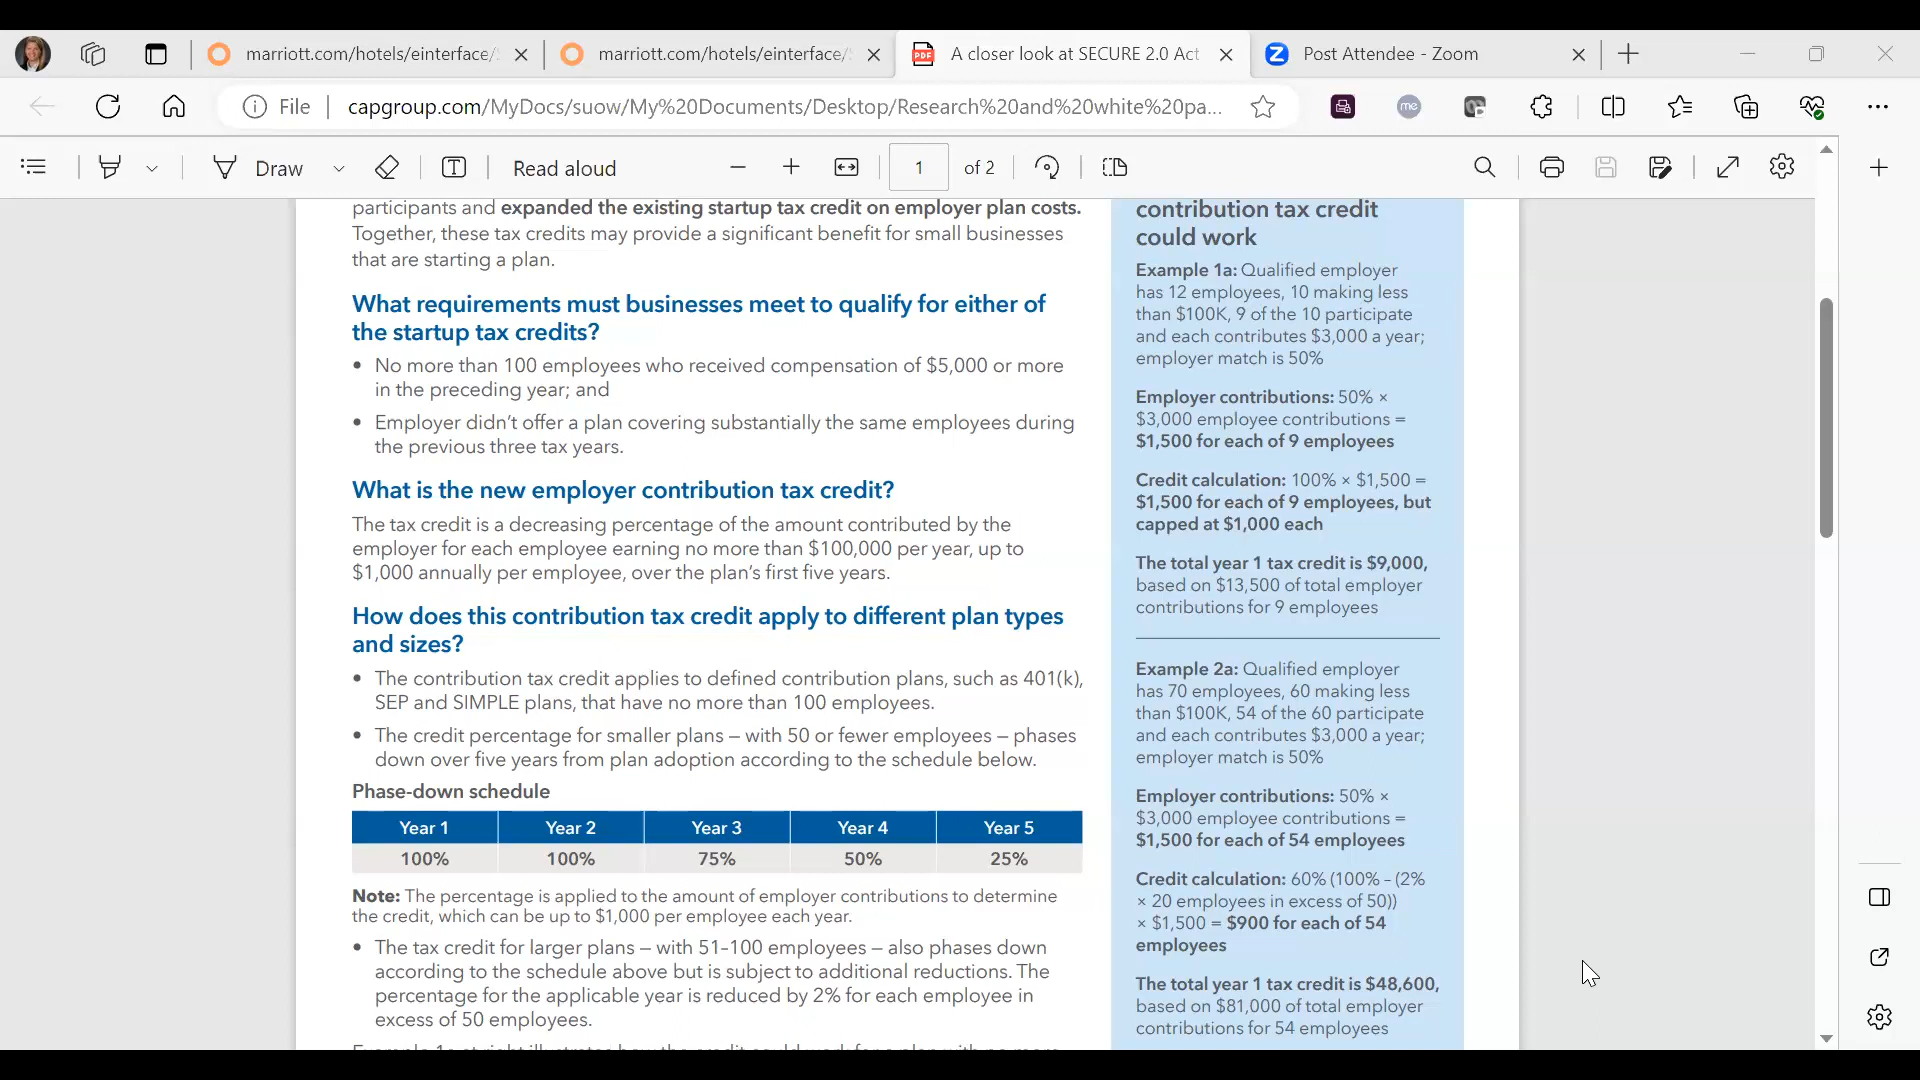 marriott.com/hotels/einterface/
marriott.com/hotels/einterface/
PDF
A closer look at SECURE 2.0 Act
Z
Post Attendee - Zoom
File
capgroup.com/MyDocs/suow/My%20Documents/Desktop/Research%20and%20white%20pa...
me
Draw
T
Read aloud
1
of 2
participants and expanded the existing startup tax credit on employer plan costs.
Together, these tax credits may provide a significant benefit for small businesses
that are starting a plan.
What requirements must businesses meet to qualify for either of
the startup tax credits?
• No more than 100 employees who received compensation of $5,000 or more
in the preceding year; and
• Employer didn’t offer a plan covering substantially the same employees during
the previous three tax years.
What is the new employer contribution tax credit?
The tax credit is a decreasing percentage of the amount contributed by the
employer for each employee earning no more than $100,000 per year, up to
$1,000 annually per employee, over the plan’s first five years.
How does this contribution tax credit apply to different plan types
and sizes?
• The contribution tax credit applies to defined contribution plans, such as 401(k),
SEP and SIMPLE plans, that have no more than 100 employees.
• The credit percentage for smaller plans – with 50 or fewer employees – phases
down over five years from plan adoption according to the schedule below.
Phase-down schedule
Year 1 Year 2 Year 3 Year 4 Year 5
100% 100% 75% 50% 25%
Note: The percentage is applied to the amount of employer contributions to determine
the credit, which can be up to $1,000 per employee each year.
• The tax credit for larger plans – with 51–100 employees – also phases down
according to the schedule above but is subject to additional reductions. The
percentage for the applicable year is reduced by 2% for each employee in
excess of 50 employees.
contribution tax credit
could work
Example 1a: Qualified employer
has 12 employees, 10 making less
than $100K, 9 of the 10 participate
and each contributes $3,000 a year;
employer match is 50%
Employer contributions: 50% ×
$3,000 employee contributions =
$1,500 for each of 9 employees
Credit calculation: 100% × $1,500 =
$1,500 for each of 9 employees, but
capped at $1,000 each
The total year 1 tax credit is $9,000,
based on $13,500 of total employer
contributions for 9 employees
Example 2a: Qualified employer
has 70 employees, 60 making less
than $100K, 54 of the 60 participate
and each contributes $3,000 a year;
employer match is 50%
Employer contributions: 50% ×
$3,000 employee contributions =
$1,500 for each of 54 employees
Credit calculation: 60% (100% – (2%
× 20 employees in excess of 50))
× $1,500 = $900 for each of 54
employees
The total year 1 tax credit is $48,600,
based on $81,000 of total employer
contributions for 54 employees